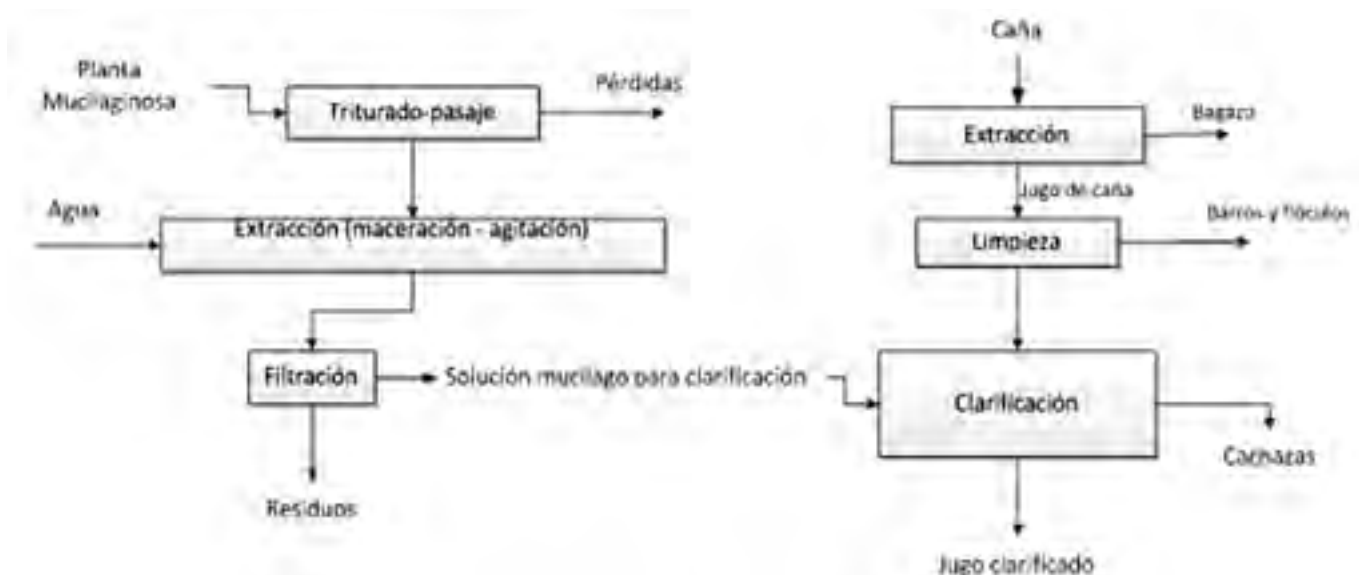 Planta
Mucilaginosa
Triturado-pasaje
Pérdidas
Agua
Extracción (maceración - agitación)
Filtración
Solución mucilago para clarificación
Residuos
Caña
Extracción
Bagazo
Jugo de caña
Limpieza
Barros y flóculos
Clarificación
Cachazas
Jugo clarificado